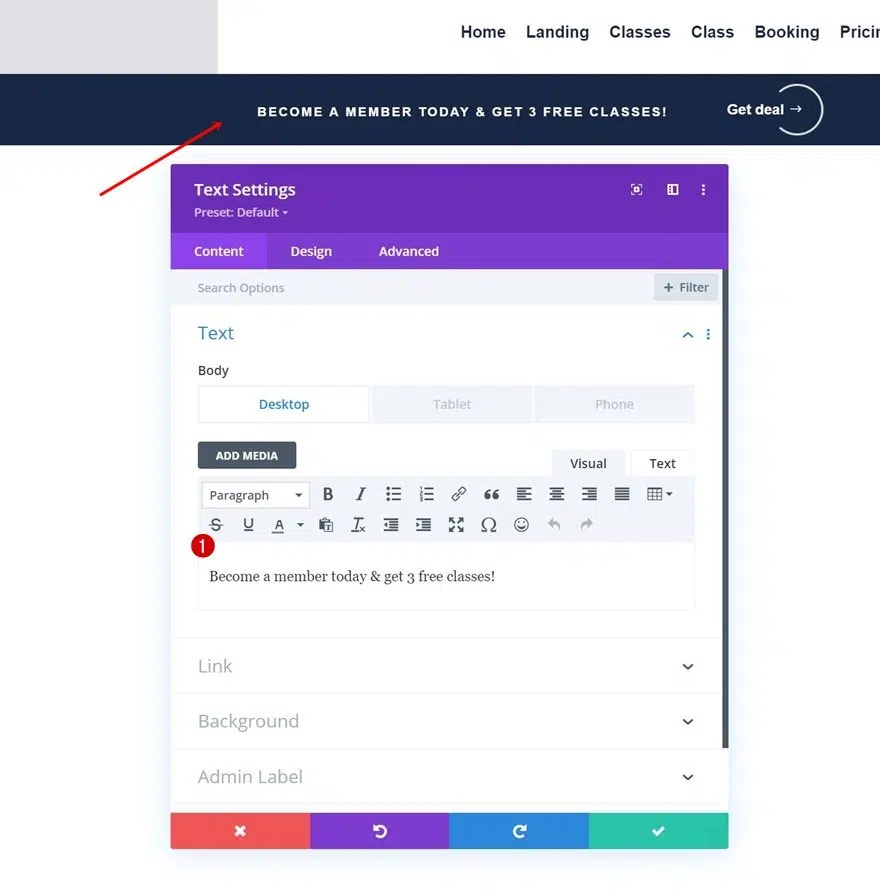 Home Landing Classes Class Booking Pricin
BECOME A MEMBER TODAY & GET 3 FREE CLASSES!
Get deal →
Text Settings
Preset: Default
Content Design Advanced
Search Options
+ Filter
Text
Body
Desktop Tablet Phone
ADD MEDIA
Visual Text
Paragraph
1
Become a member today & get 3 free classes!
Link
Background
Admin Label